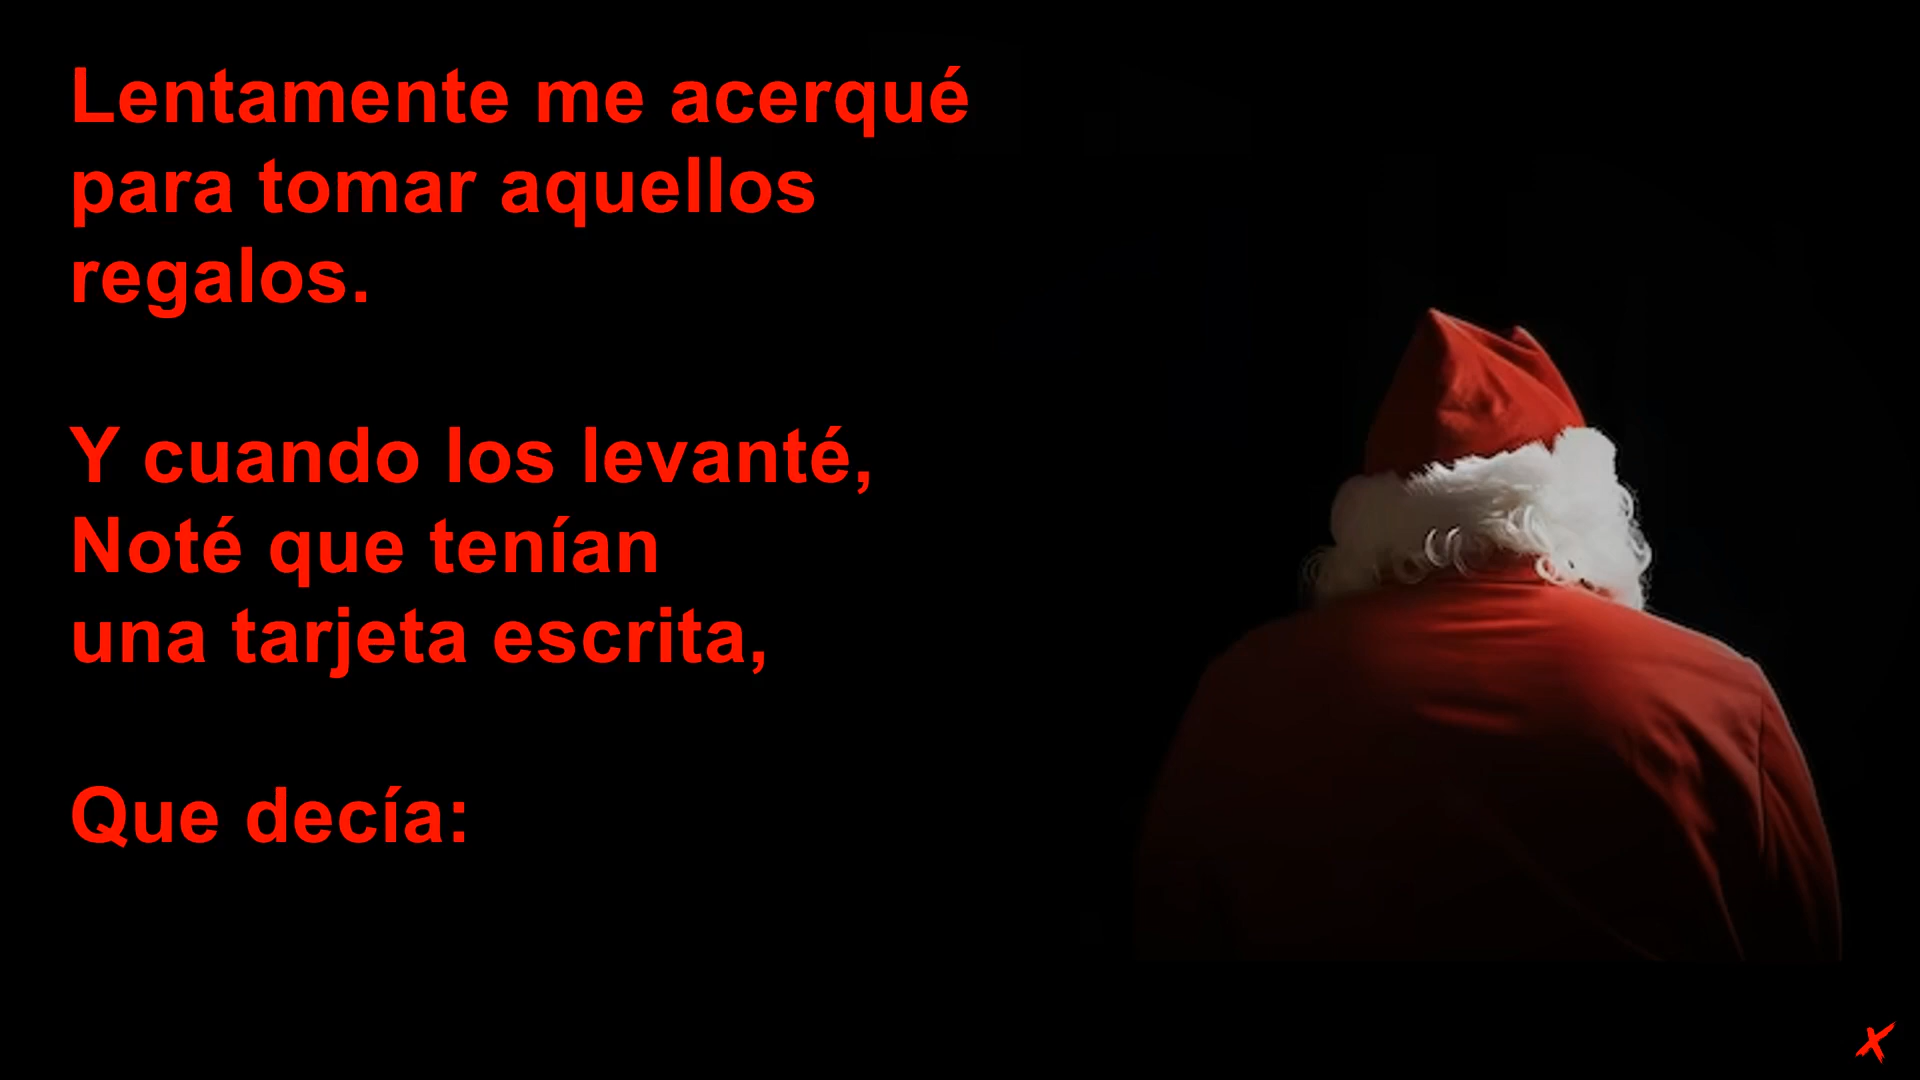 Lentamente me acerqué
para tomar aquellos
regalos.
Y cuando los levanté,
Noté que tenían
una tarjeta escrita,
Que decía: